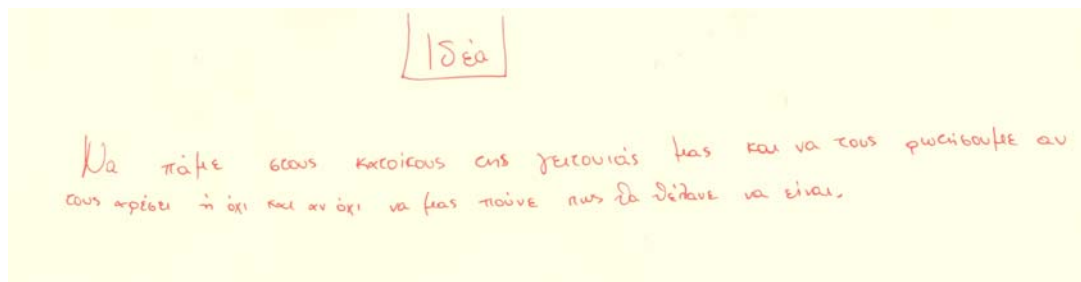 Ιδέα
Να πάμε στους κατοίκους της γειτονιάς μας και να τους ρωτίσουμε αν
τους αρέσει ή όχι και αν όχι να μας πούνε πως θα θέλανε να είναι.